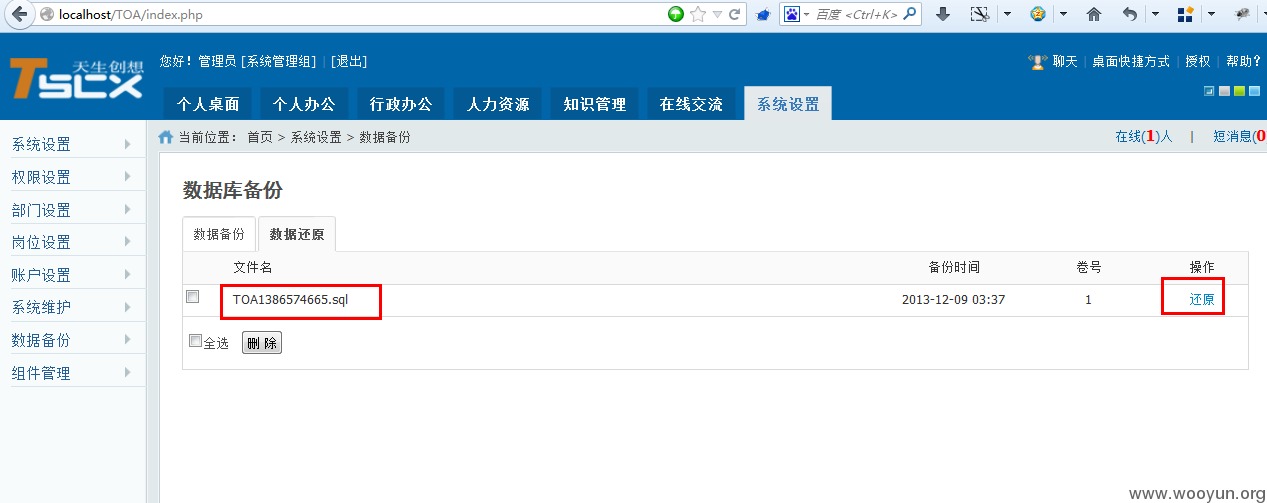 localhost/TOA/index.php
百度 <Ctrl+K>
天生创想
TSCX
您好！管理员 [系统管理组] | [退出]
聊天 | 桌面快捷方式 | 授权 | 帮助?
个人桌面 个人办公 行政办公 人力资源 知识管理 在线交流 系统设置
当前位置： 首页 > 系统设置 > 数据备份
在线(1)人 | 短消息(0
系统设置
权限设置
部门设置
岗位设置
账户设置
系统维护
数据备份
组件管理
数据库备份
数据备份 数据还原
文件名 备份时间 卷号 操作
TOA1386574665.sql 2013-12-09 03:37 1 还原
全选 删 除
www.wooyun.org